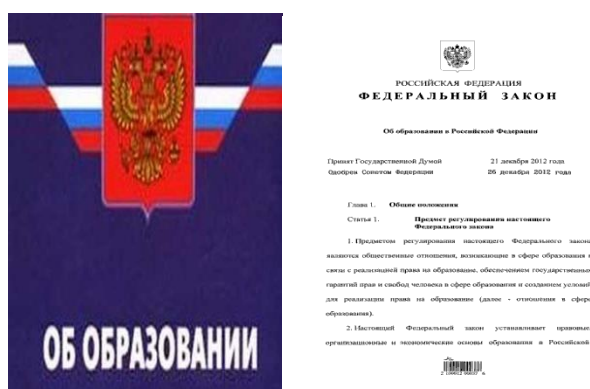 ОБ ОБРАЗОВАНИИ
РОССИЙСКАЯ ФЕДЕРАЦИЯ
ФЕДЕРАЛЬНЫЙ ЗАКОН
Об образовании в Российской Федерации
Принят Государственной Думой 21 декабря 2012 года
Одобрен Советом Федерации 26 декабря 2012 года
Глава 1. Общие положения
Статья 1. Предмет регулирования настоящего
Федерального закона
1. Предметом регулирования настоящего Федерального закона
являются общественные отношения, возникающие в сфере образования в
связи с реализацией права на образование, обеспечением государственных
гарантий прав и свобод человека в сфере образования и созданием условий
для реализации права на образование (далее - отношения в сфере
образования).
2. Настоящий Федеральный закон устанавливает правовые,
организационные и экономические основы образования в Российской